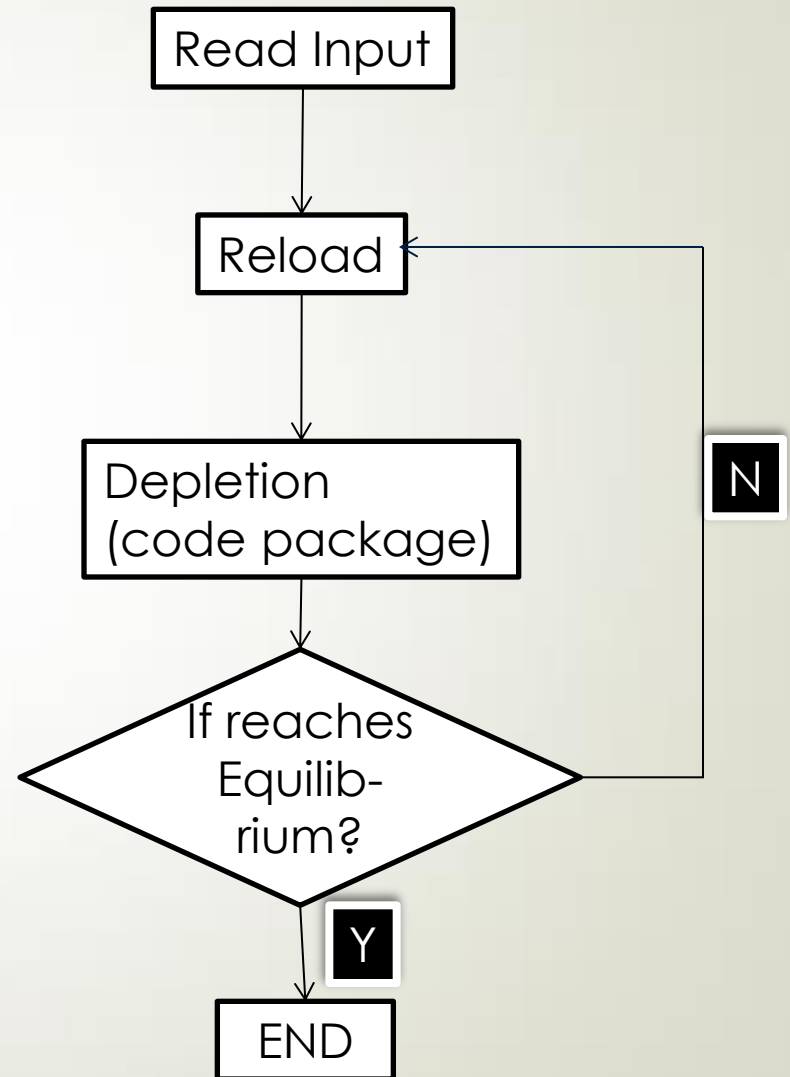 Read Input
Reload
Depletion
(code package)
N
If reaches
Equilib-
rium?
Y
END